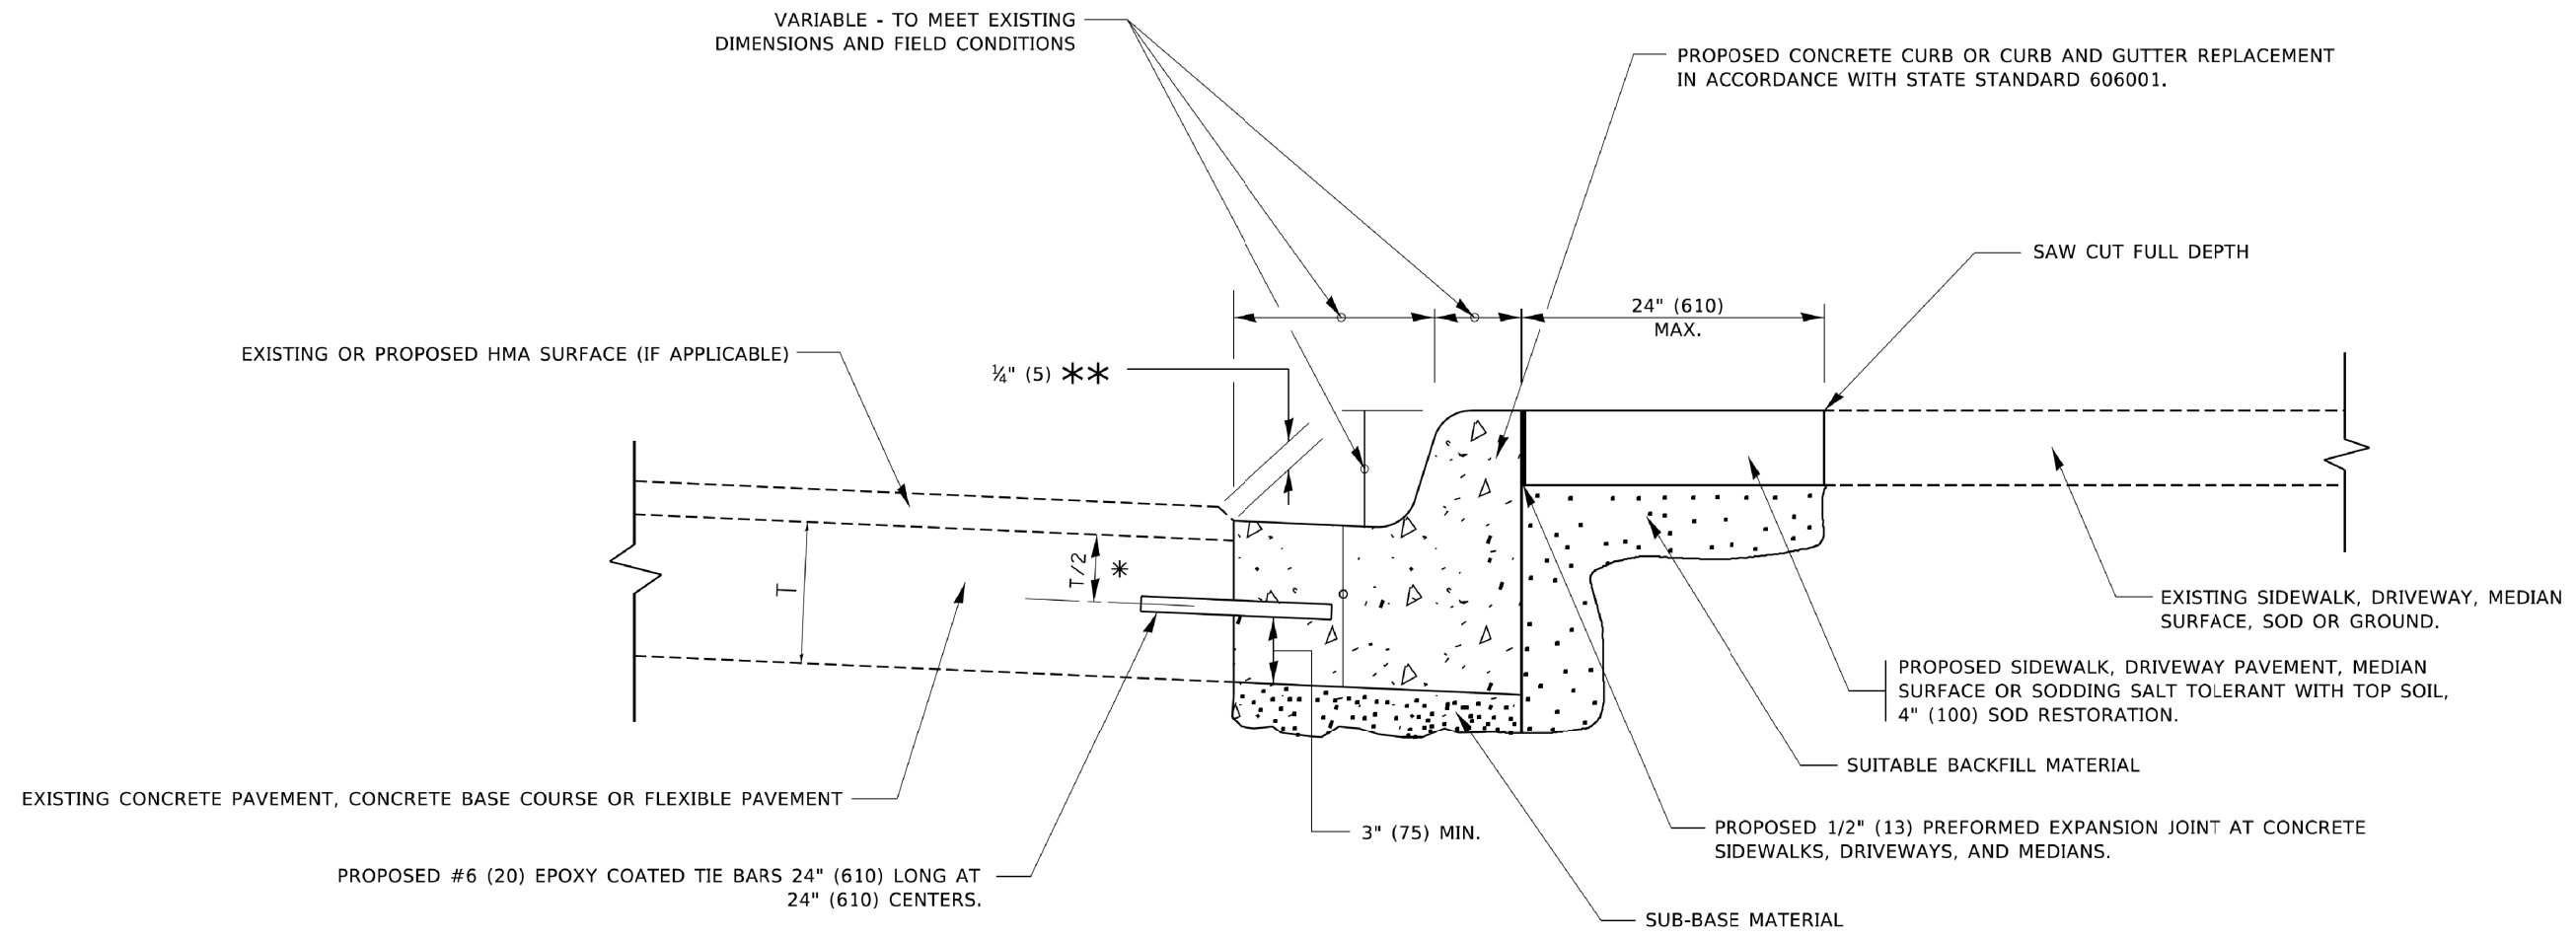 VARIABLE - TO MEET EXISTING
DIMENSIONS AND FIELD CONDITIONS
PROPOSED CONCRETE CURB OR CURB AND GUTTER REPLACEMENT
IN ACCORDANCE WITH STATE STANDARD 606001.
SAW CUT FULL DEPTH
24" (610)
MAX.
EXISTING OR PROPOSED HMA SURFACE (IF APPLICABLE)
¼" (5) **
T/2 *
T
EXISTING SIDEWALK, DRIVEWAY, MEDIAN
SURFACE, SOD OR GROUND.
PROPOSED SIDEWALK, DRIVEWAY PAVEMENT, MEDIAN
SURFACE OR SODDING SALT TOLERANT WITH TOP SOIL,
4" (100) SOD RESTORATION.
SUITABLE BACKFILL MATERIAL
EXISTING CONCRETE PAVEMENT, CONCRETE BASE COURSE OR FLEXIBLE PAVEMENT
3" (75) MIN.
PROPOSED 1/2" (13) PREFORMED EXPANSION JOINT AT CONCRETE
SIDEWALKS, DRIVEWAYS, AND MEDIANS.
PROPOSED #6 (20) EPOXY COATED TIE BARS 24" (610) LONG AT
24" (610) CENTERS.
SUB-BASE MATERIAL